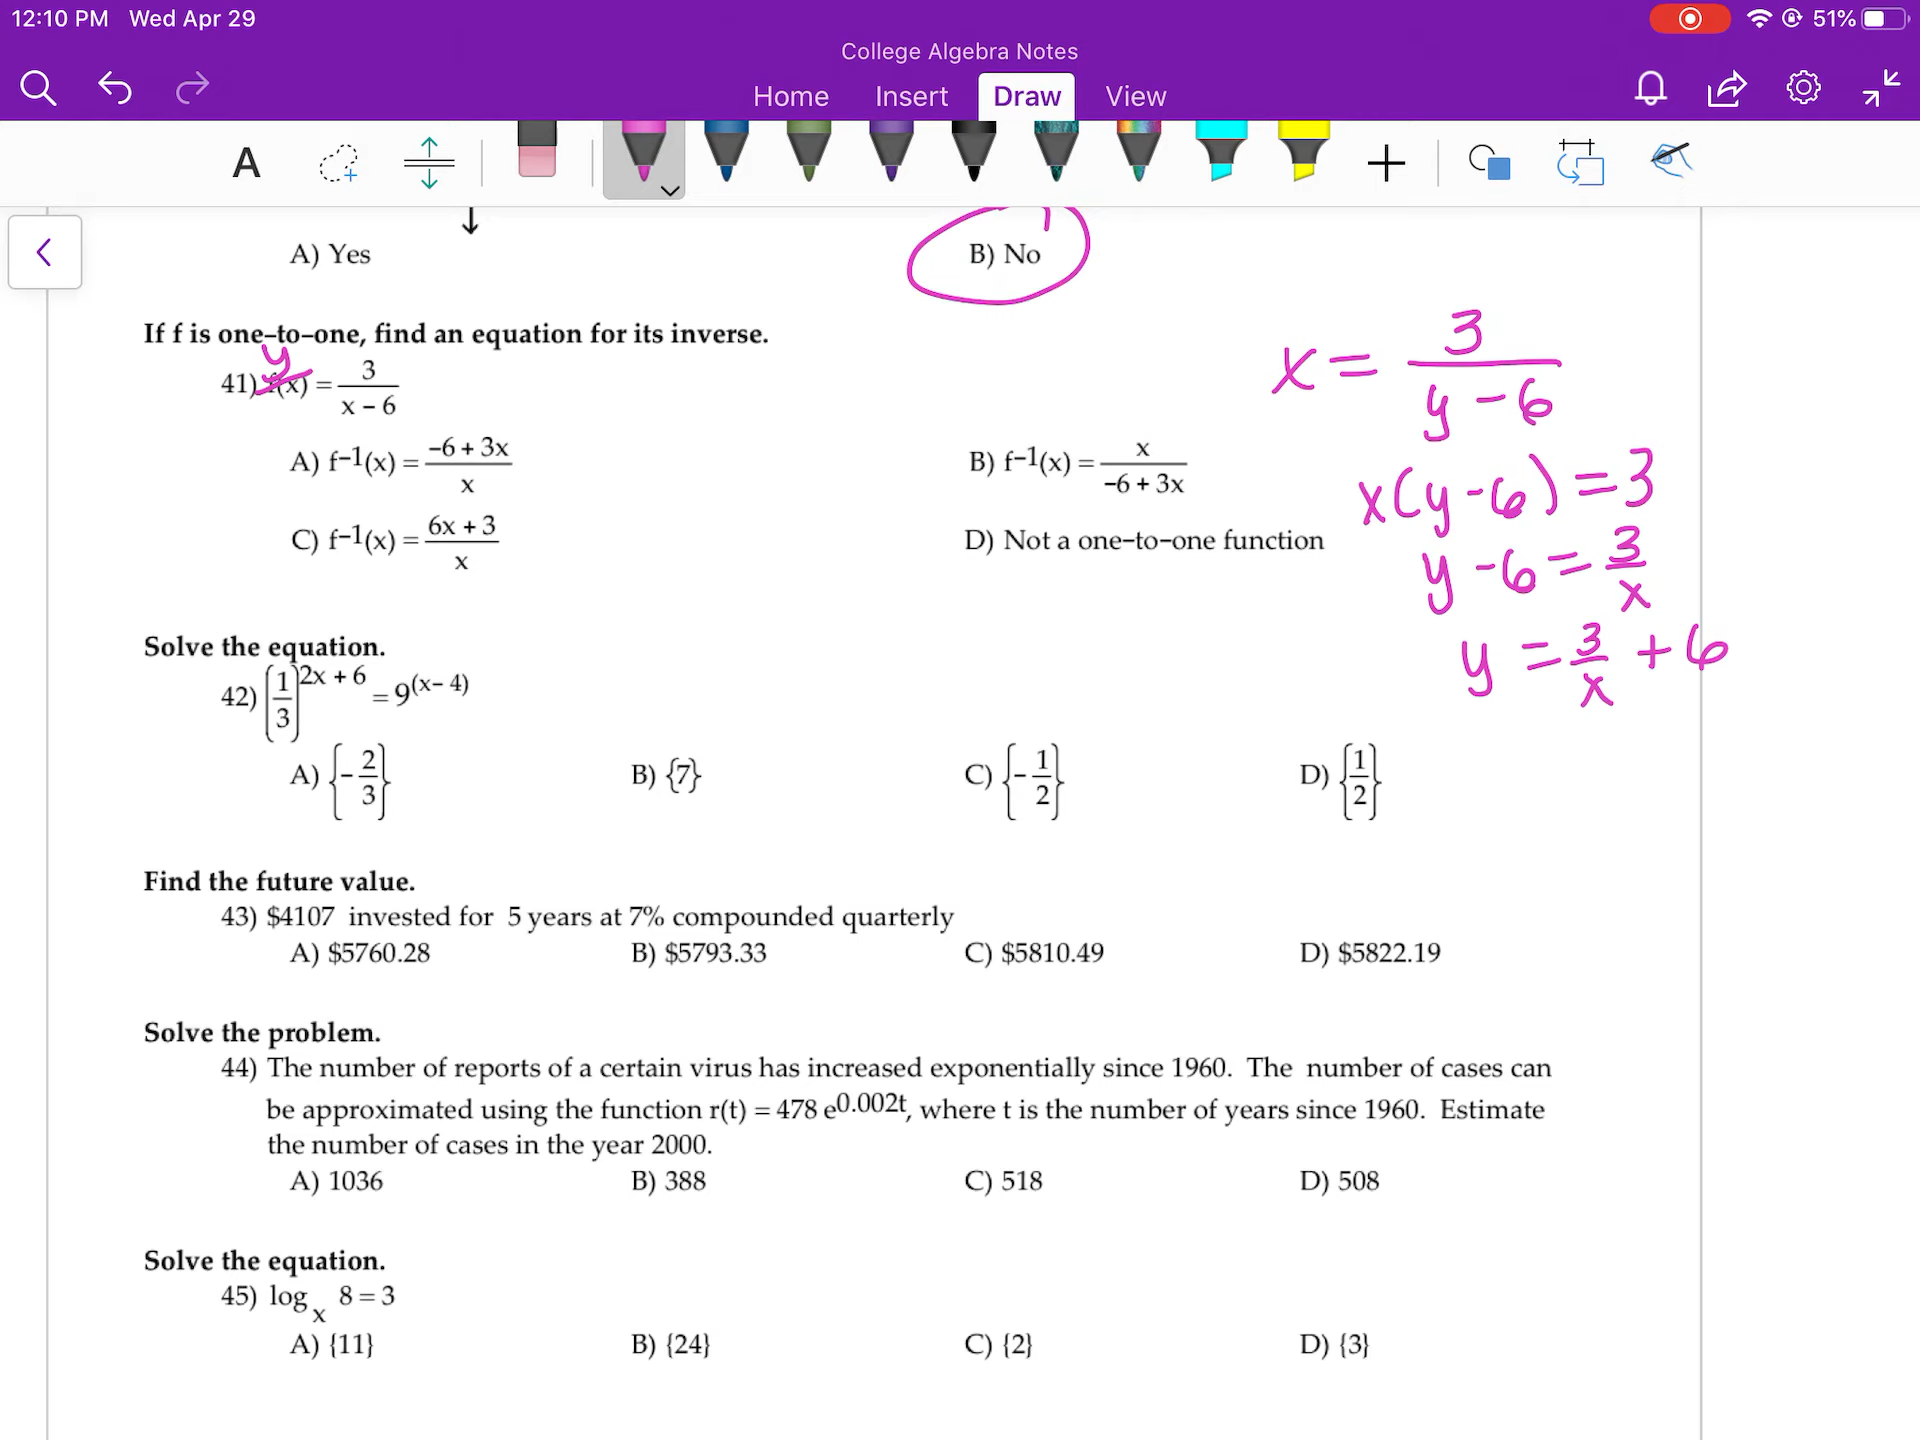 12:10 PM Wed Apr 29
51%
College Algebra Notes
Home Insert Draw View
A
A) Yes B) No
If f is one-to-one, find an equation for its inverse.
y
41) f(x) = 3/(x - 6)
A) f-1(x) = (-6 + 3x)/x B) f-1(x) = x/(-6 + 3x)
C) f-1(x) = (6x + 3)/x D) Not a one-to-one function
x = 3/(y - 6)
x(y - 6) = 3
y - 6 = 3/x
y = 3/x + 6
Solve the equation.
42) (1/3)^2x + 6 = 9^(x- 4)
A) {-2/3} B) {7} C) {-1/2} D) {1/2}
Find the future value.
43) $4107 invested for 5 years at 7% compounded quarterly
A) $5760.28 B) $5793.33 C) $5810.49 D) $5822.19
Solve the problem.
44) The number of reports of a certain virus has increased exponentially since 1960. The number of cases can
be approximated using the function r(t) = 478 e^0.002t, where t is the number of years since 1960. Estimate
the number of cases in the year 2000.
A) 1036 B) 388 C) 518 D) 508
Solve the equation.
45) log_x 8 = 3
A) {11} B) {24} C) {2} D) {3}